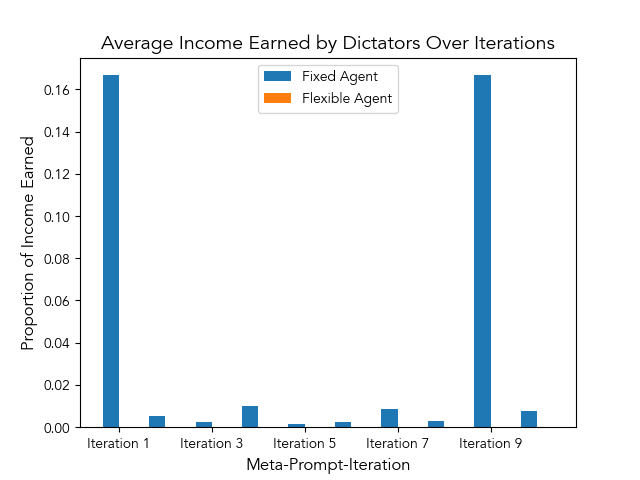 Average Income Earned by Dictators Over Iterations
Fixed Agent
Flexible Agent
Proportion of Income Earned
0.16
0.14
0.12
0.10
0.08
0.06
0.04
0.02
0.00
Iteration 1 Iteration 3 Iteration 5 Iteration 7 Iteration 9
Meta-Prompt-Iteration